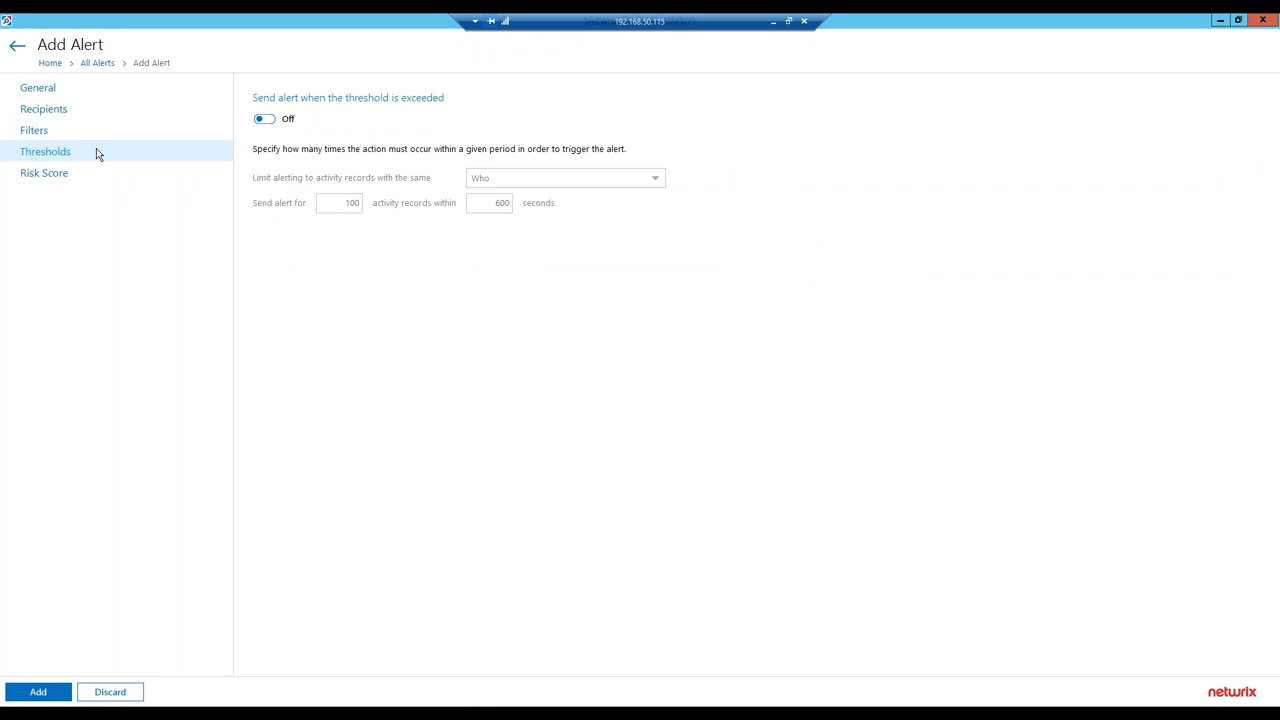 192.168.50.115
Add Alert
Home > All Alerts > Add Alert
General
Recipients
Filters
Thresholds
Risk Score
Send alert when the threshold is exceeded
Off
Specify how many times the action must occur within a given period in order to trigger the alert.
Limit alerting to activity records with the same Who
Send alert for 100 activity records within 600 seconds
Add Discard
netwrix